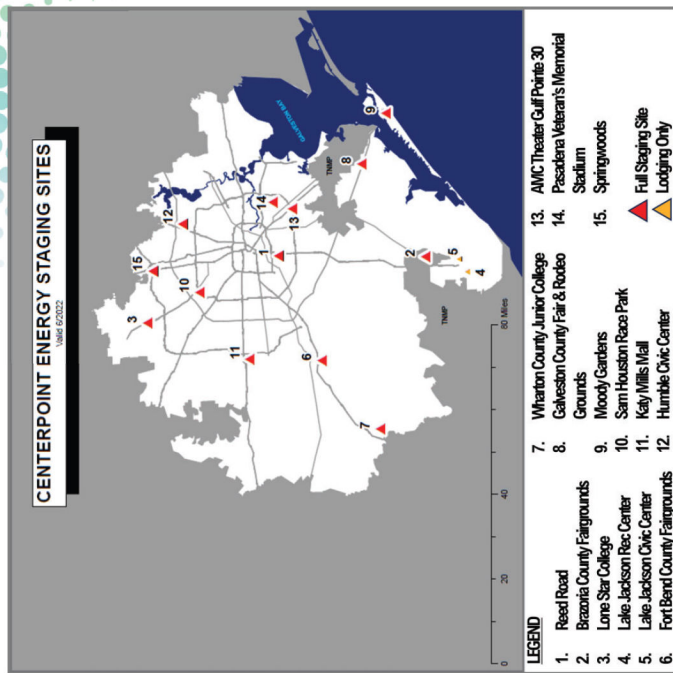 CENTERPOINT ENERGY STAGING SITES
Valid 6/2022
GALVESTON BAY
TNMP
TNMP
1
2
3
4
5
6
7
8
9
10
11
12
13
14
15
0
20
40
80 Miles
LEGEND
1. Reed Road
2. Brazoria County Fairgrounds
3. Lone Star College
4. Lake Jackson Rec Center
5. Lake Jackson Civic Center
6. Fort Bend County Fairgrounds
7. Wharton County Junior College
8. Galveston County Fair & Rodeo
Grounds
9. Moody Gardens
10. Sam Houston Race Park
11. Katy Mills Mall
12. Humble Civic Center
13. AMC Theater Gulf Pointe 30
14. Pasadena Veteran's Memorial
Stadium
15. Springwoods
Full Staging Site
Lodging Only